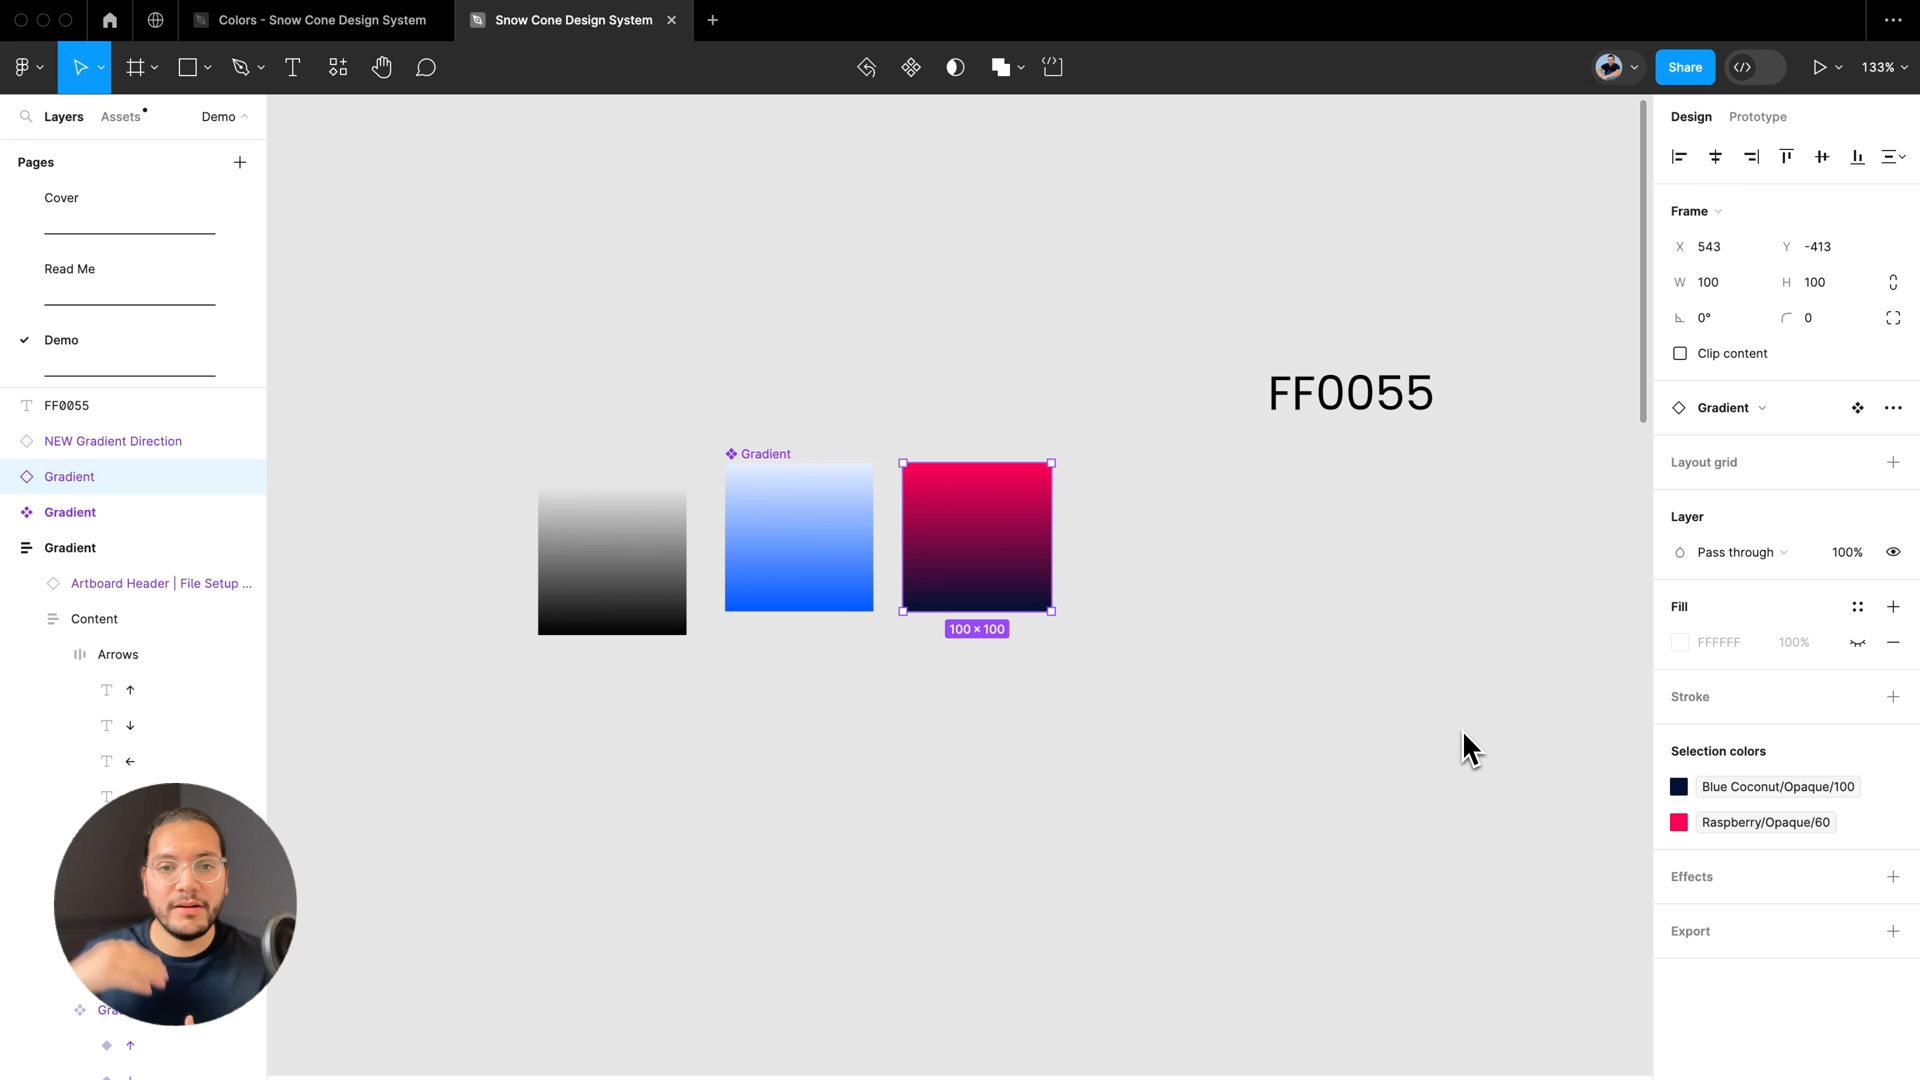 Colors - Snow Cone Design System
Snow Cone Design System
Share
133%
Layers
Assets
Demo
Pages
Cover
Read Me
Demo
FF0055
NEW Gradient Direction
Gradient
Gradient
Gradient
Artboard Header | File Setup ...
Content
Arrows
↑
↓
←
↑
FF0055
Gradient
100 × 100
Design
Prototype
Frame
X 543
Y -413
W 100
H 100
0°
0
Clip content
Gradient
Layout grid
Layer
Pass through
100%
Fill
FFFFFF
100%
Stroke
Selection colors
Blue Coconut/Opaque/100
Raspberry/Opaque/60
Effects
Export